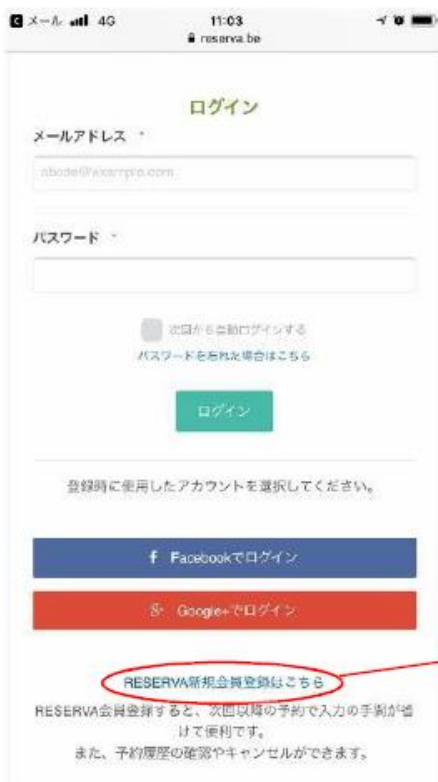 メール 4G 11:03
reserva.be
ログイン
メールアドレス *
abcde@example.com
パスワード *
次回から自動ログインする
パスワードを忘れた場合はこちら
ログイン
登録時に使用したアカウントを選択してください。
f Facebookでログイン
g+ Google+でログイン
RESERVA新規会員登録はこちら
RESERVA会員登録すると、次回以降の予約で入力の手間が省
けて便利です。
また、予約履歴の確認やキャンセルができます。